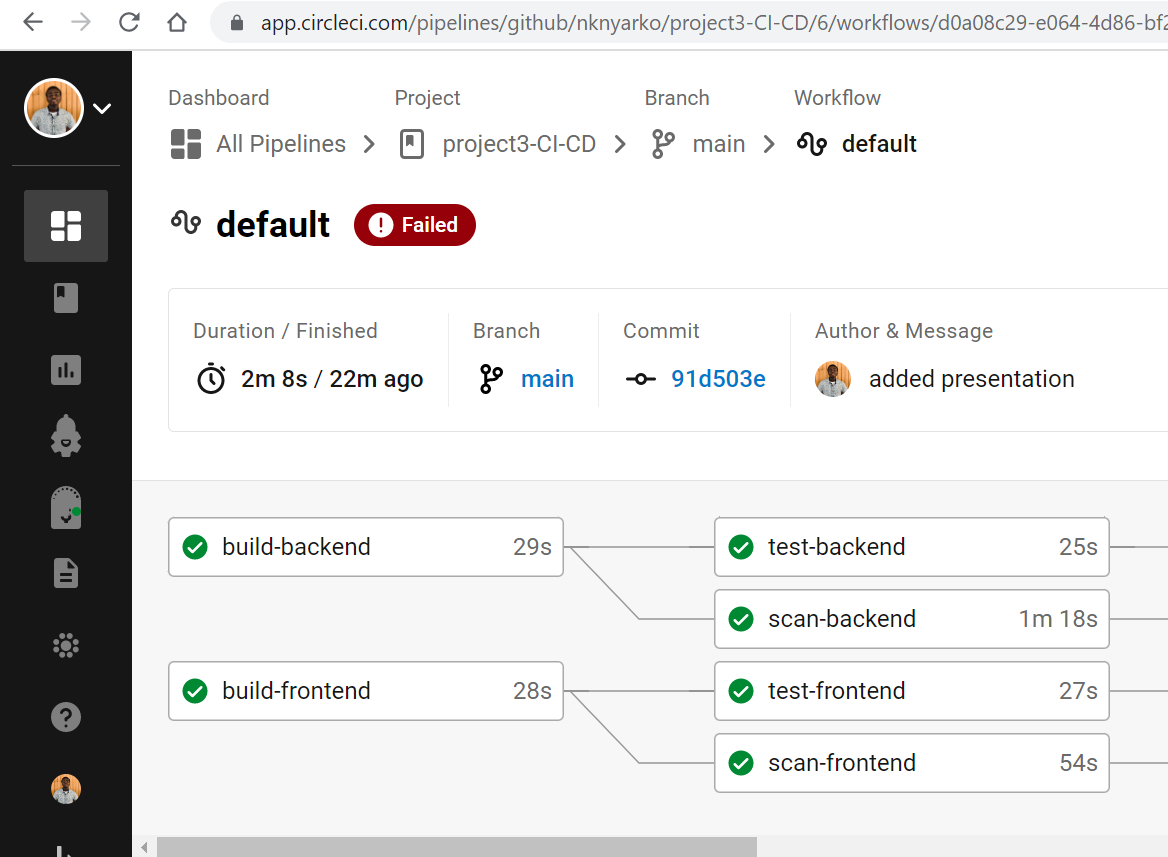 app.circleci.com/pipelines/github/nknyarko/project3-CI-CD/6/workflows/d0a08c29-e064-4d86-bf2
Dashboard Project Branch Workflow
All Pipelines project3-CI-CD main default
default Failed
Duration / Finished Branch Commit Author & Message
2m 8s / 22m ago main 91d503e added presentation
build-backend 29s test-backend 25s
scan-backend 1m 18s
build-frontend 28s test-frontend 27s
scan-frontend 54s